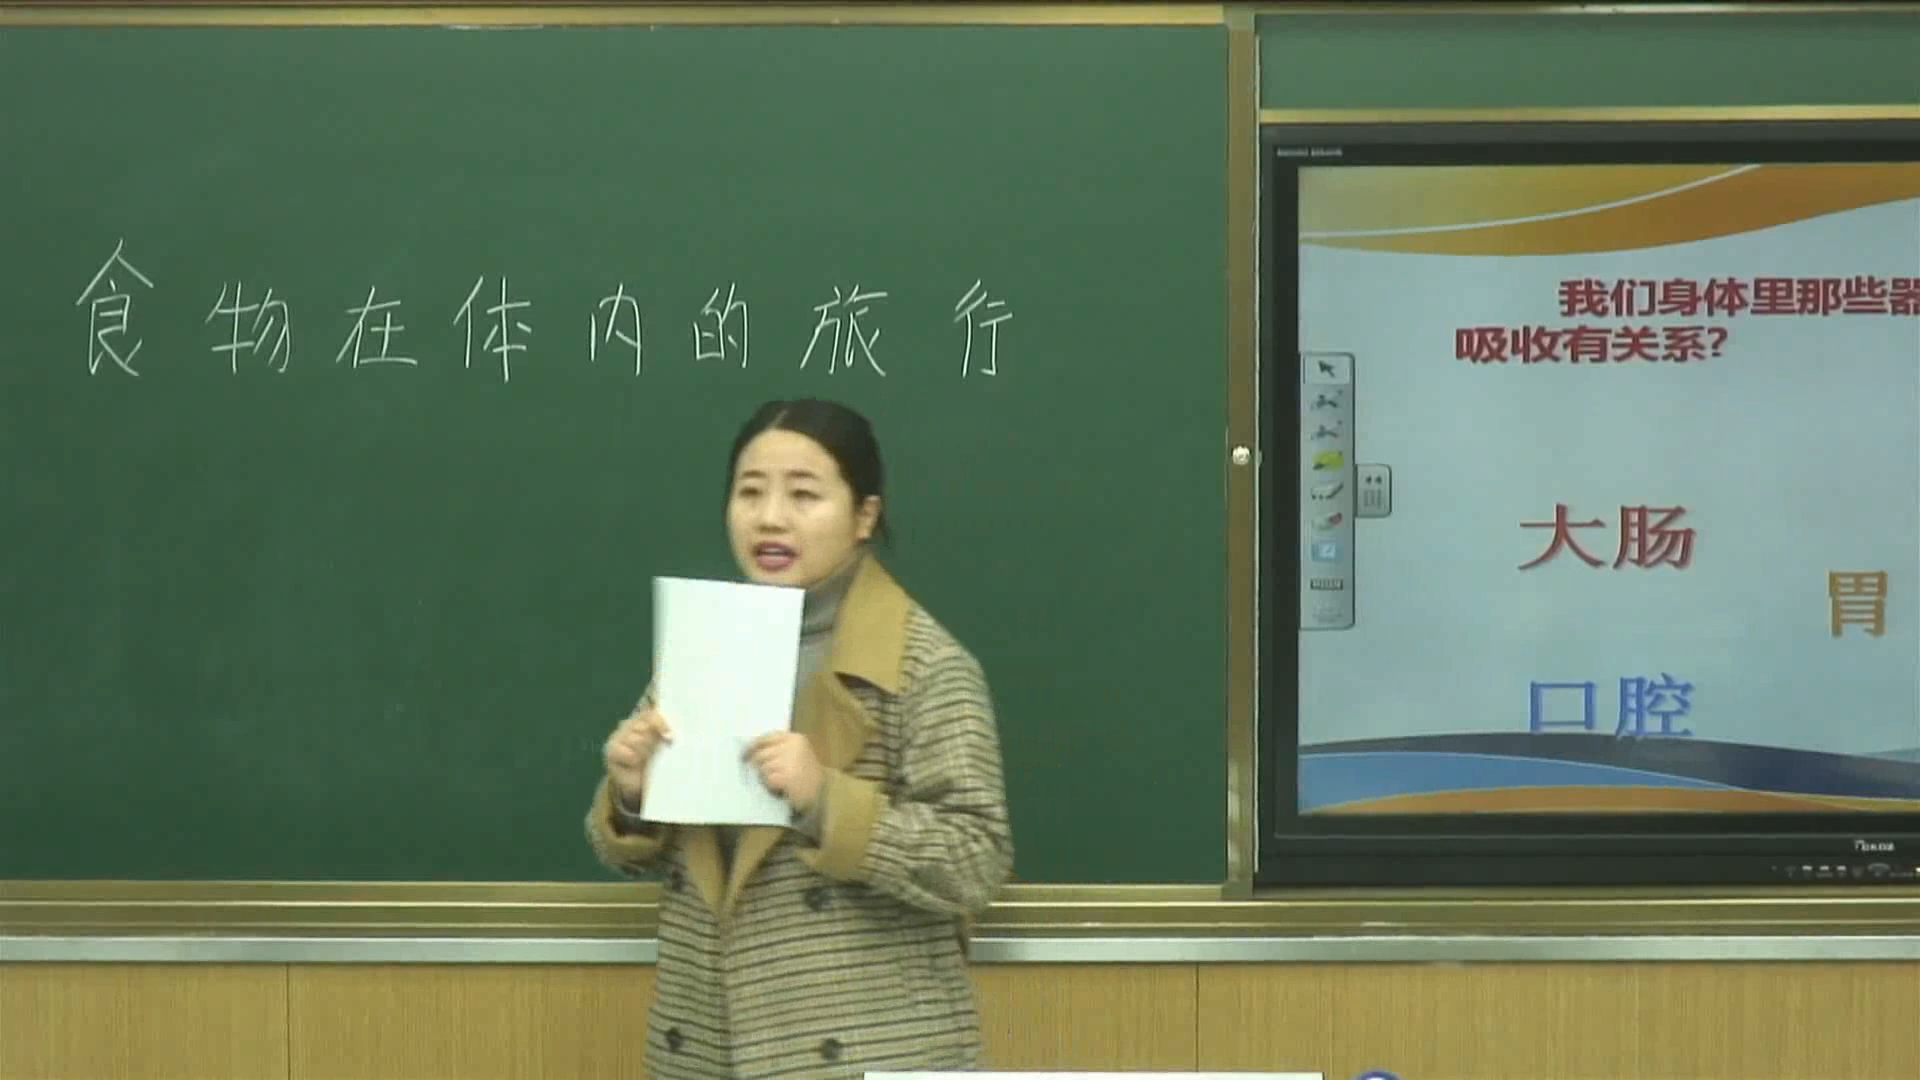 食物在体内的旅行
我们身体里那些器
吸收有关系?
大肠
胃
口腔